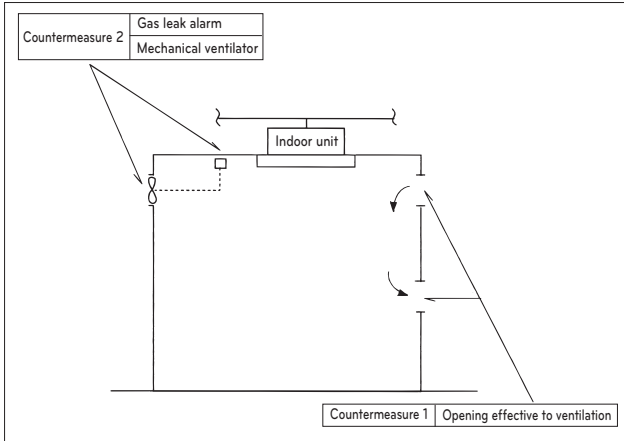 Countermeasure 2
Gas leak alarm
Mechanical ventilator
Indoor unit
Countermeasure 1
Opening effective to ventilation